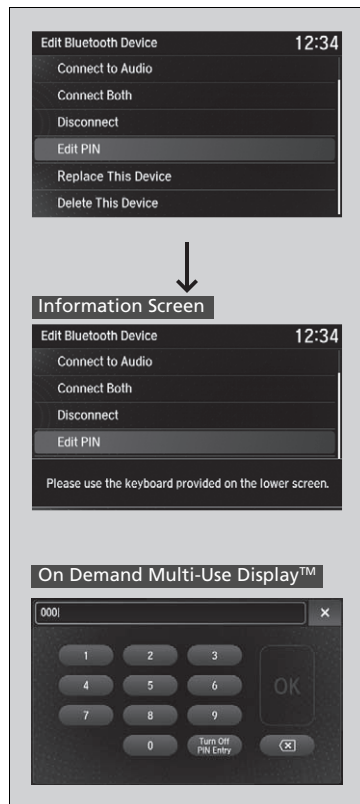 Edit Bluetooth Device 12:34
Connect to Audio
Connect Both
Disconnect
Edit PIN
Replace This Device
Delete This Device
Information Screen
Edit Bluetooth Device 12:34
Connect to Audio
Connect Both
Disconnect
Edit PIN
Please use the keyboard provided on the lower screen.
On Demand Multi-Use Display™
000 ×
1 2 3
4 5 6 OK
7 8 9
0 Turn Off
PIN Entry